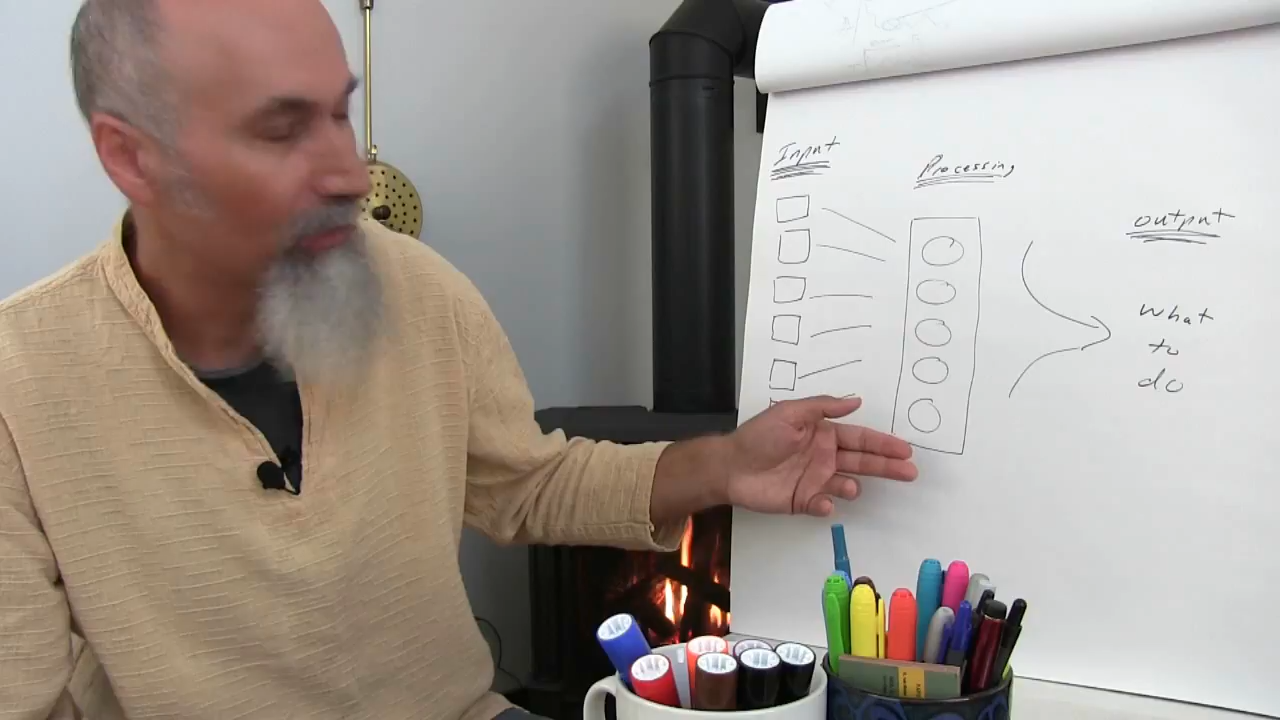 Input
Processing
output
what
to
do